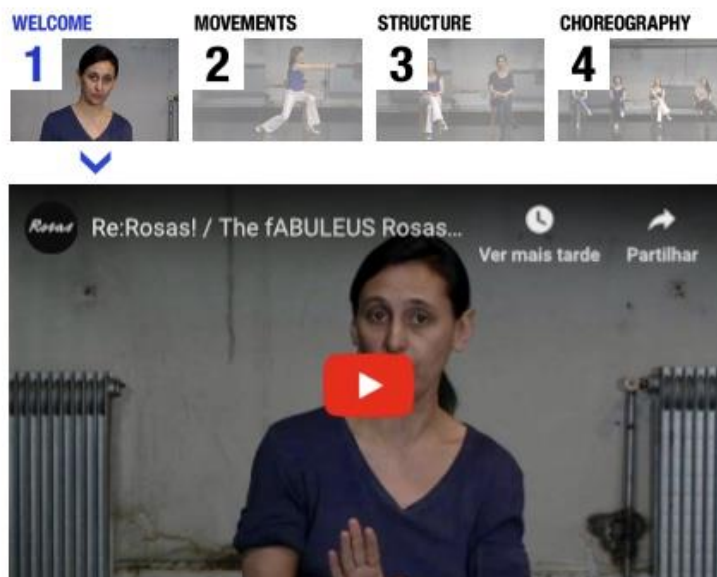 WELCOME
1
MOVEMENTS
2
STRUCTURE
3
CHOREOGRAPHY
4
Rosas
Re:Rosas! / The fABULEUS Rosas...
Ver mais tarde
Partilhar